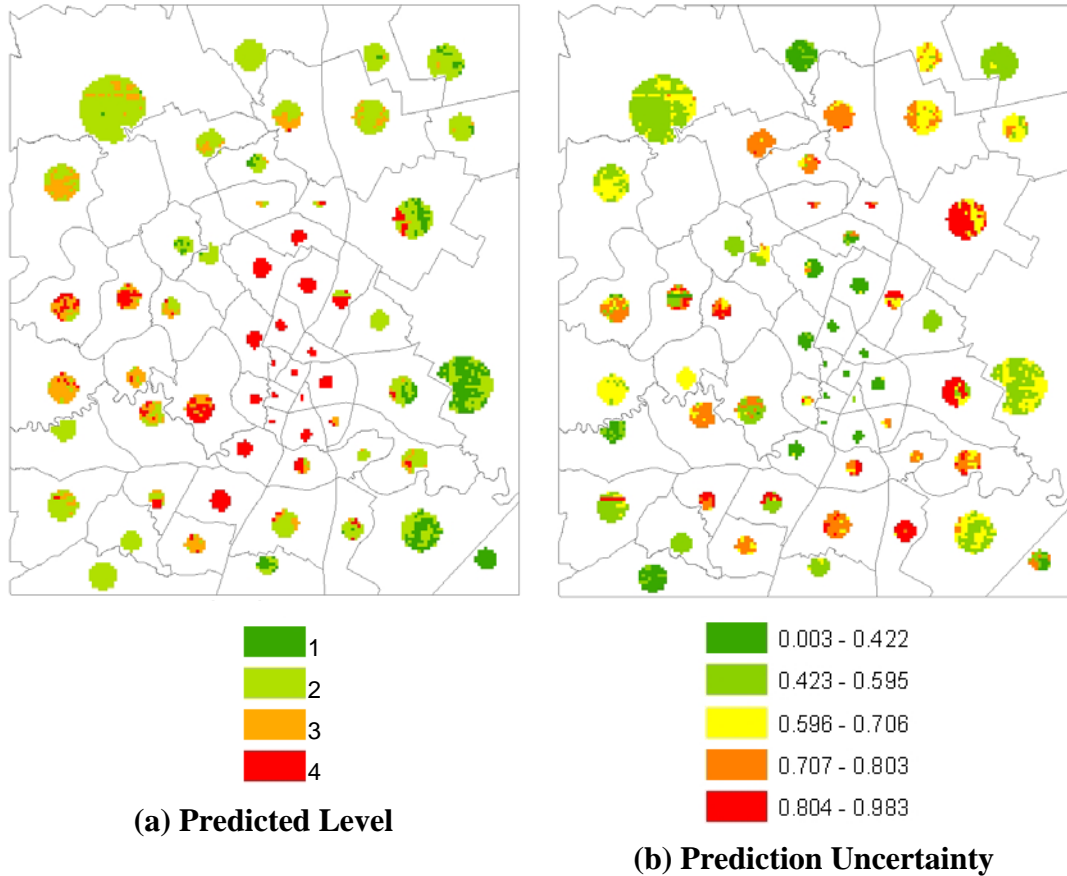 1
2
3
4
(a) Predicted Level
0.003 - 0.422
0.423 - 0.595
0.596 - 0.706
0.707 - 0.803
0.804 - 0.983
(b) Prediction Uncertainty